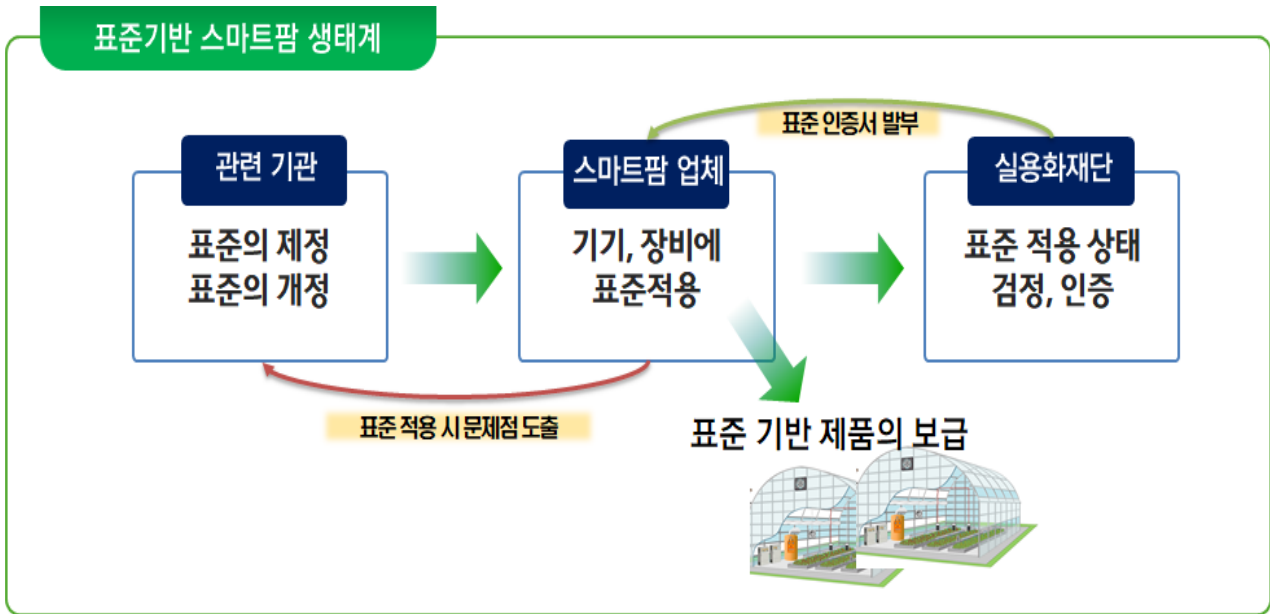 표준기반 스마트팜 생태계
표준 인증서 발부
관련 기관
표준의 제정
표준의 개정
스마트팜 업체
기기, 장비에
표준적용
실용화재단
표준 적용 상태
검정, 인증
표준 적용 시 문제점 도출
표준 기반 제품의 보급